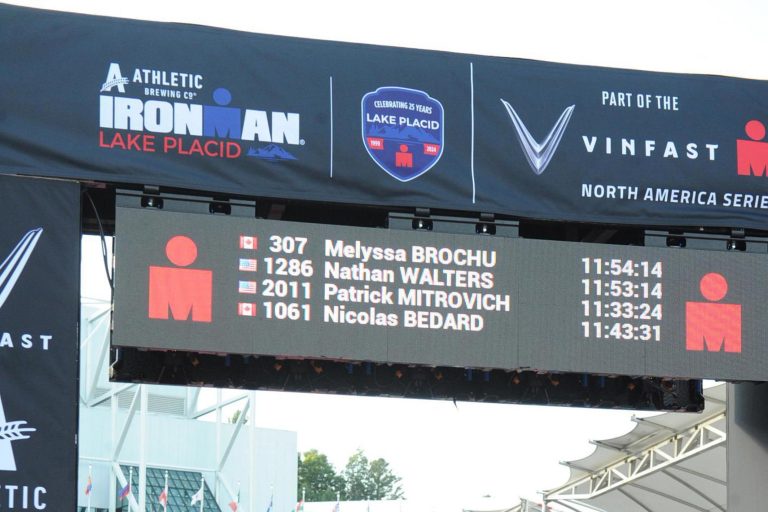 ATHLETIC
BREWING CO
IRONMAN®
LAKE PLACID
CELEBRATING 25 YEARS
LAKE PLACID
1999
2024
PART OF THE
VINFAST
NORTH AMERICA SERIE
307 Melyssa BROCHU 11:54:14
1286 Nathan WALTERS 11:53:14
2011 Patrick MITROVICH 11:33:24
1061 Nicolas BEDARD 11:43:31
AST
ETIC